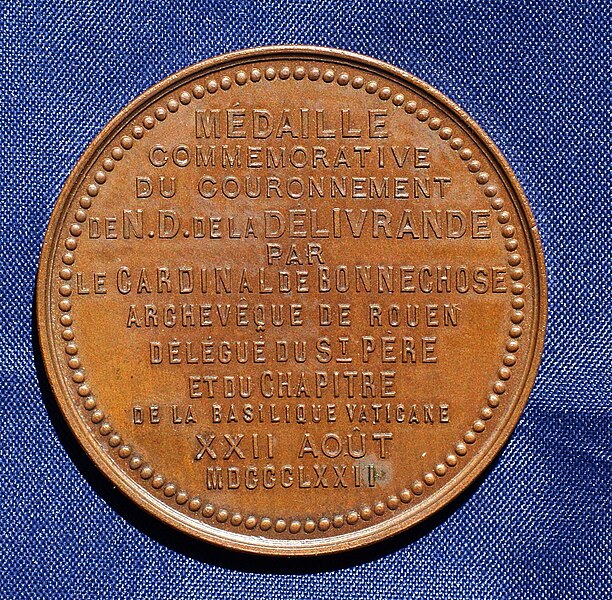 MÉDAILLE
COMMEMORATIVE
DU COURONNEMENT
DE N.D. DE LA DÉLIVRANDE
PAR
LE CARDINAL DE BONNECHOSE
ARCHEVÊQUE DE ROUEN
DÉLÉGUÉ DU ST PÈRE
ET DU CHAPITRE
DE LA BASILIQUE VATICANE
XXII AOÛT
MDCCCLXXII